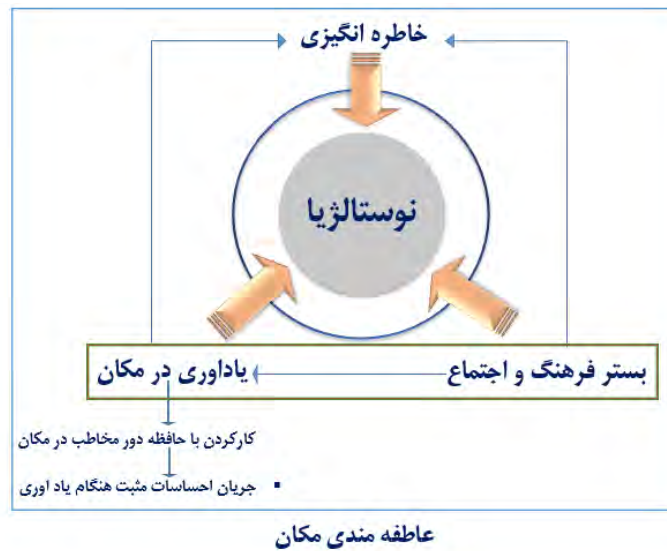 خاطره انگیزی
نوستالژیا
بستر فرهنگ و اجتماع
یاداوری در مکان
کارکردن با حافظه دور مخاطب در مکان
▪ جریان احساسات مثبت هنگام یاد اوری
عاطفه مندی مکان